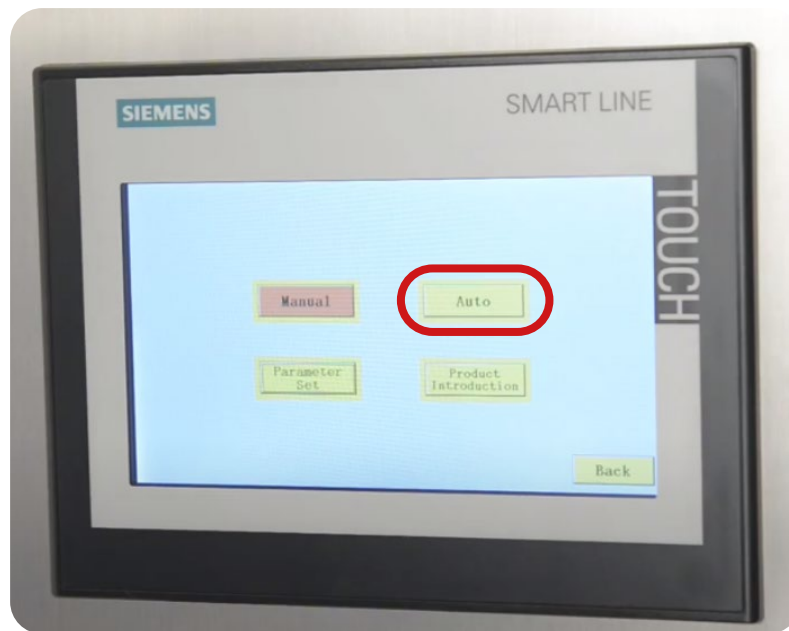 SIEMENS
SMART LINE
TOUCH
Manual
Auto
Parameter
Set
Product
Introduction
Back